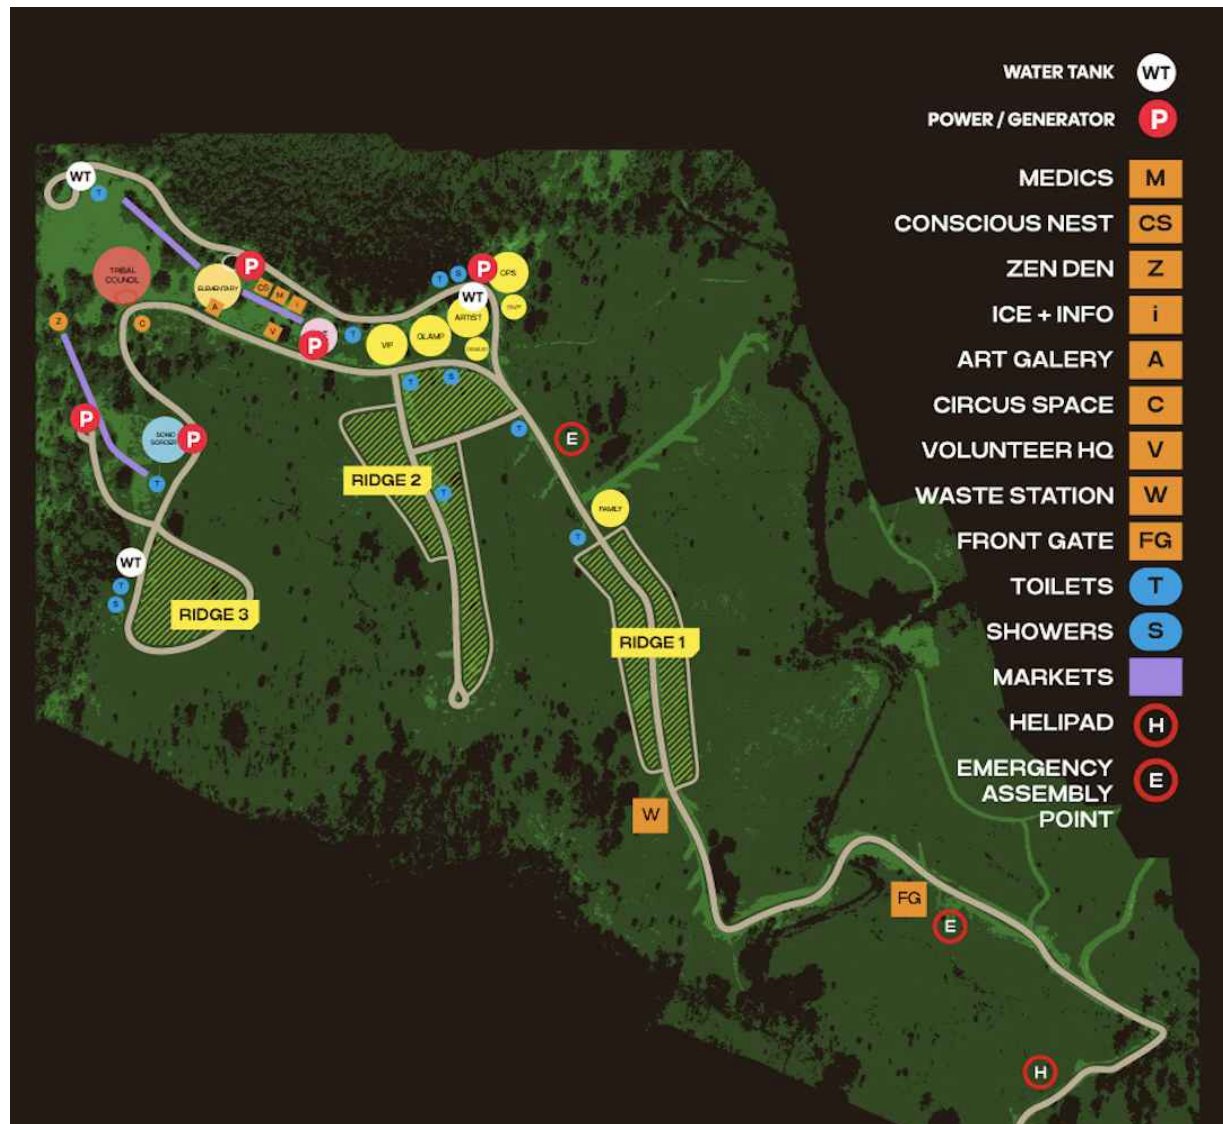 WATER TANK WT
POWER / GENERATOR P
MEDICS M
CONSCIOUS NEST CS
ZEN DEN Z
ICE + INFO i
ART GALERY A
CIRCUS SPACE C
VOLUNTEER HQ V
WASTE STATION W
FRONT GATE FG
TOILETS T
SHOWERS S
MARKETS
HELIPAD H
EMERGENCY E
ASSEMBLY
POINT
WT
T
TRIBAL
COUNCIL
ELEMENTARY
P
CS
M
i
A
V
P
T
VIP
GLAMP
ARTIST
WT
T
S
P
OPS
Z
C
T
S
T
E
P
P
T
RIDGE 2
T
FAMILY
T
WT
T
S
RIDGE 3
RIDGE 1
W
FG
E
H